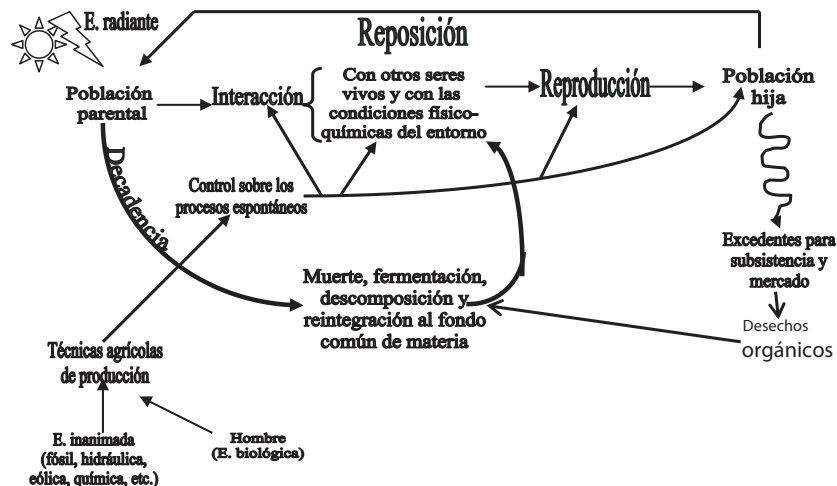 E. radiante
Reposición
Población
parental
Interacción
Con otros seres
vivos y con las
condiciones físico-
químicas del entorno
Reproducción
Población
hija
Decadencia
Control sobre los
procesos espontáneos
Excedentes para
subsistencia y
mercado
Muerte, fermentación,
descomposición y
reintegración al fondo
común de materia
Desechos
orgánicos
Técnicas agrícolas
de producción
E. inanimada
(fósil, hidráulica,
eólica, química, etc.)
Hombre
(E. biológica)